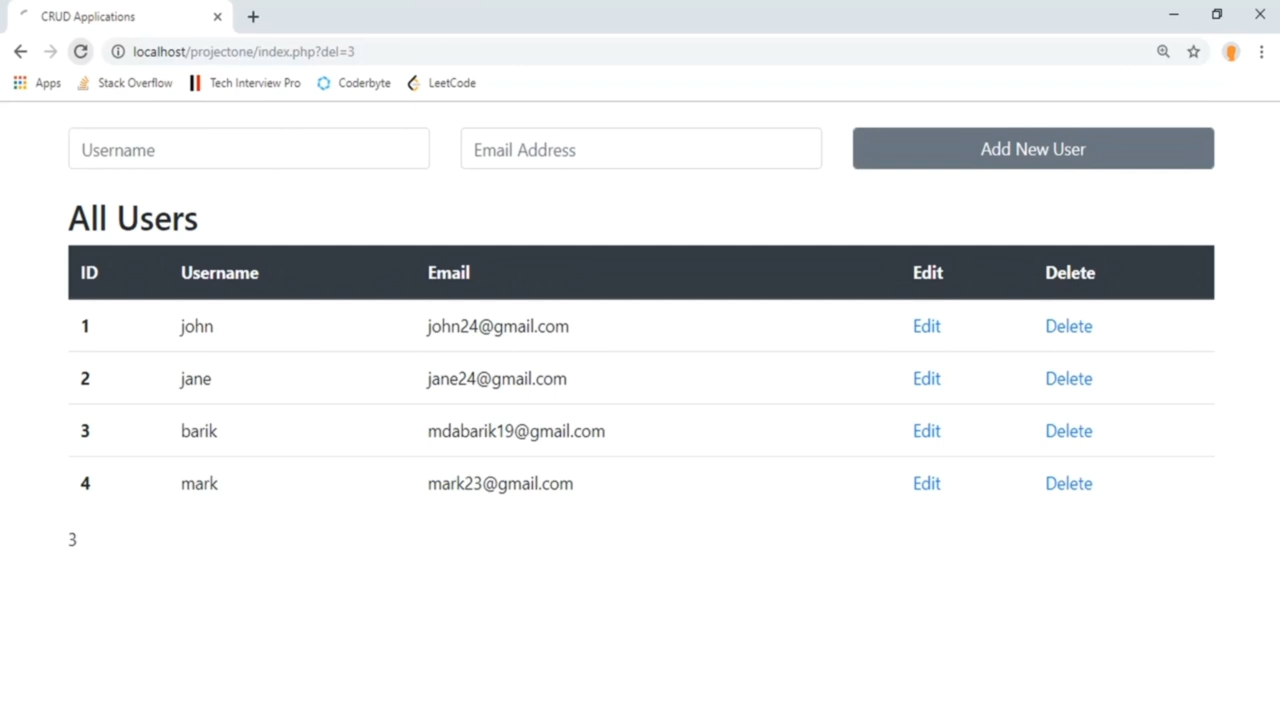 CRUD Applications
localhost/projectone/index.php?del=3
Apps Stack Overflow Tech Interview Pro Coderbyte LeetCode
Username Email Address Add New User
All Users
ID Username Email Edit Delete
1 john john24@gmail.com Edit Delete
2 jane jane24@gmail.com Edit Delete
3 barik mdabarik19@gmail.com Edit Delete
4 mark mark23@gmail.com Edit Delete
3